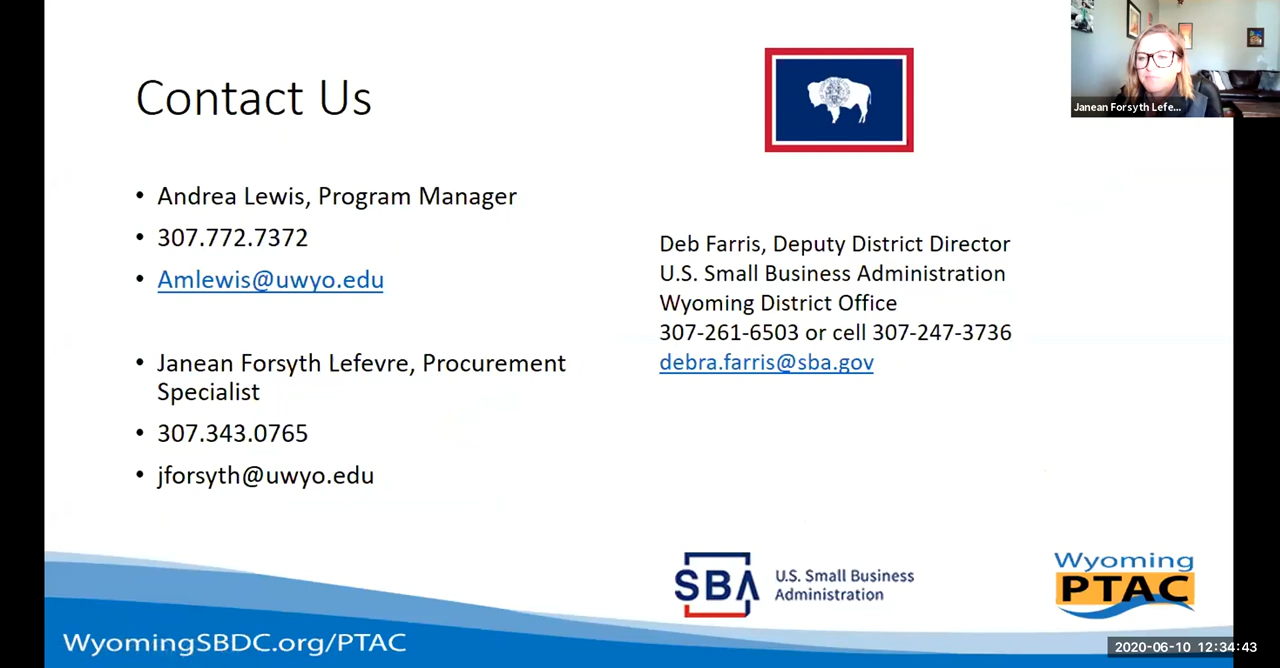 Contact Us
• Andrea Lewis, Program Manager
• 307.772.7372
• Amlewis@uwyo.edu
• Janean Forsyth Lefevre, Procurement
Specialist
• 307.343.0765
• jforsyth@uwyo.edu
Deb Farris, Deputy District Director
U.S. Small Business Administration
Wyoming District Office
307-261-6503 or cell 307-247-3736
debra.farris@sba.gov
Janean Forsyth Lefe...
SBA
U.S. Small Business
Administration
Wyoming
PTAC
WyomingSBDC.org/PTAC
2020-06-10 12:34:43